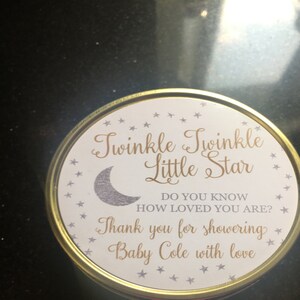 Twinkle Twinkle
Little Star
DO YOU KNOW
HOW LOVED YOU ARE?
Thank you for showering
Baby Cole with love